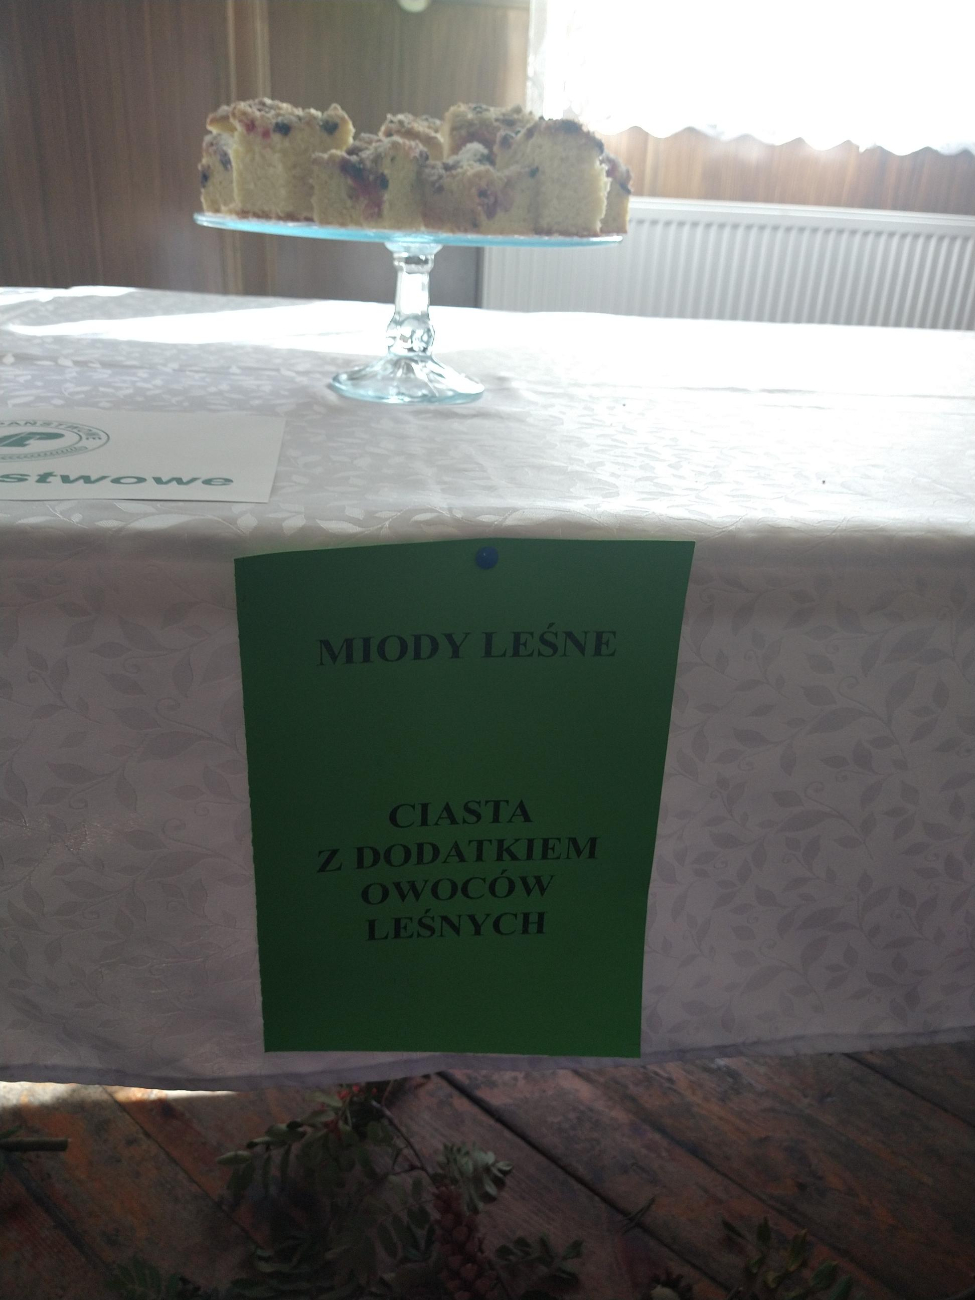 stwowe
MIODY LEŚNE
CIASTA
Z DODATKIEM
OWOCÓW
LEŚNYCH